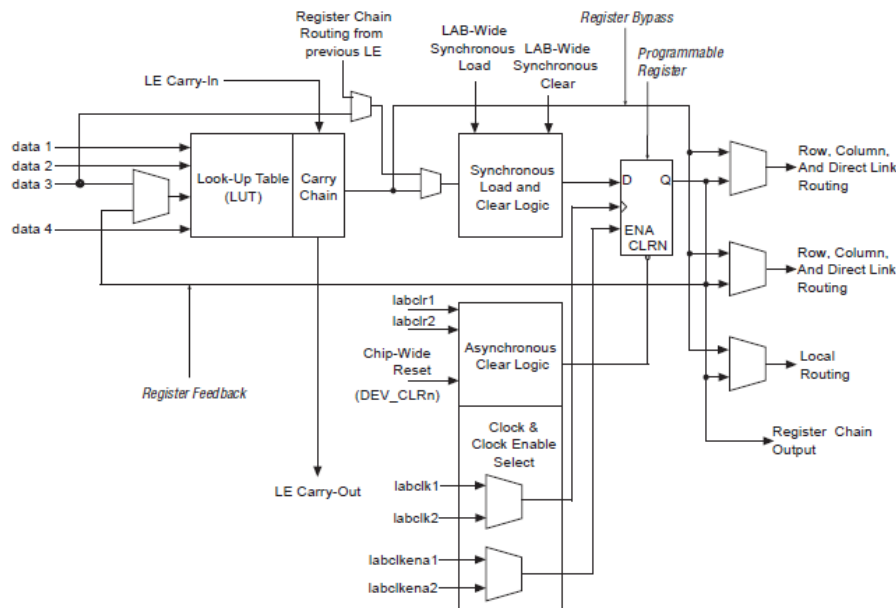 Register Chain
Routing from
previous LE
LAB-Wide
Synchronous
Load
LAB-Wide
Synchronous
Clear
Register Bypass
Programmable
Register
LE Carry-In
data 1
data 2
data 3
data 4
Look-Up Table
(LUT)
Carry
Chain
Synchronous
Load and
Clear Logic
D
Q
ENA
CLRN
Row, Column,
And Direct Link
Routing
Row, Column,
And Direct Link
Routing
Local
Routing
Register Chain
Output
Register Feedback
labclr1
labclr2
Chip-Wide
Reset
(DEV_CLRn)
Asynchronous
Clear Logic
Clock &
Clock Enable
Select
LE Carry-Out
labclk1
labclk2
labclkena1
labclkena2